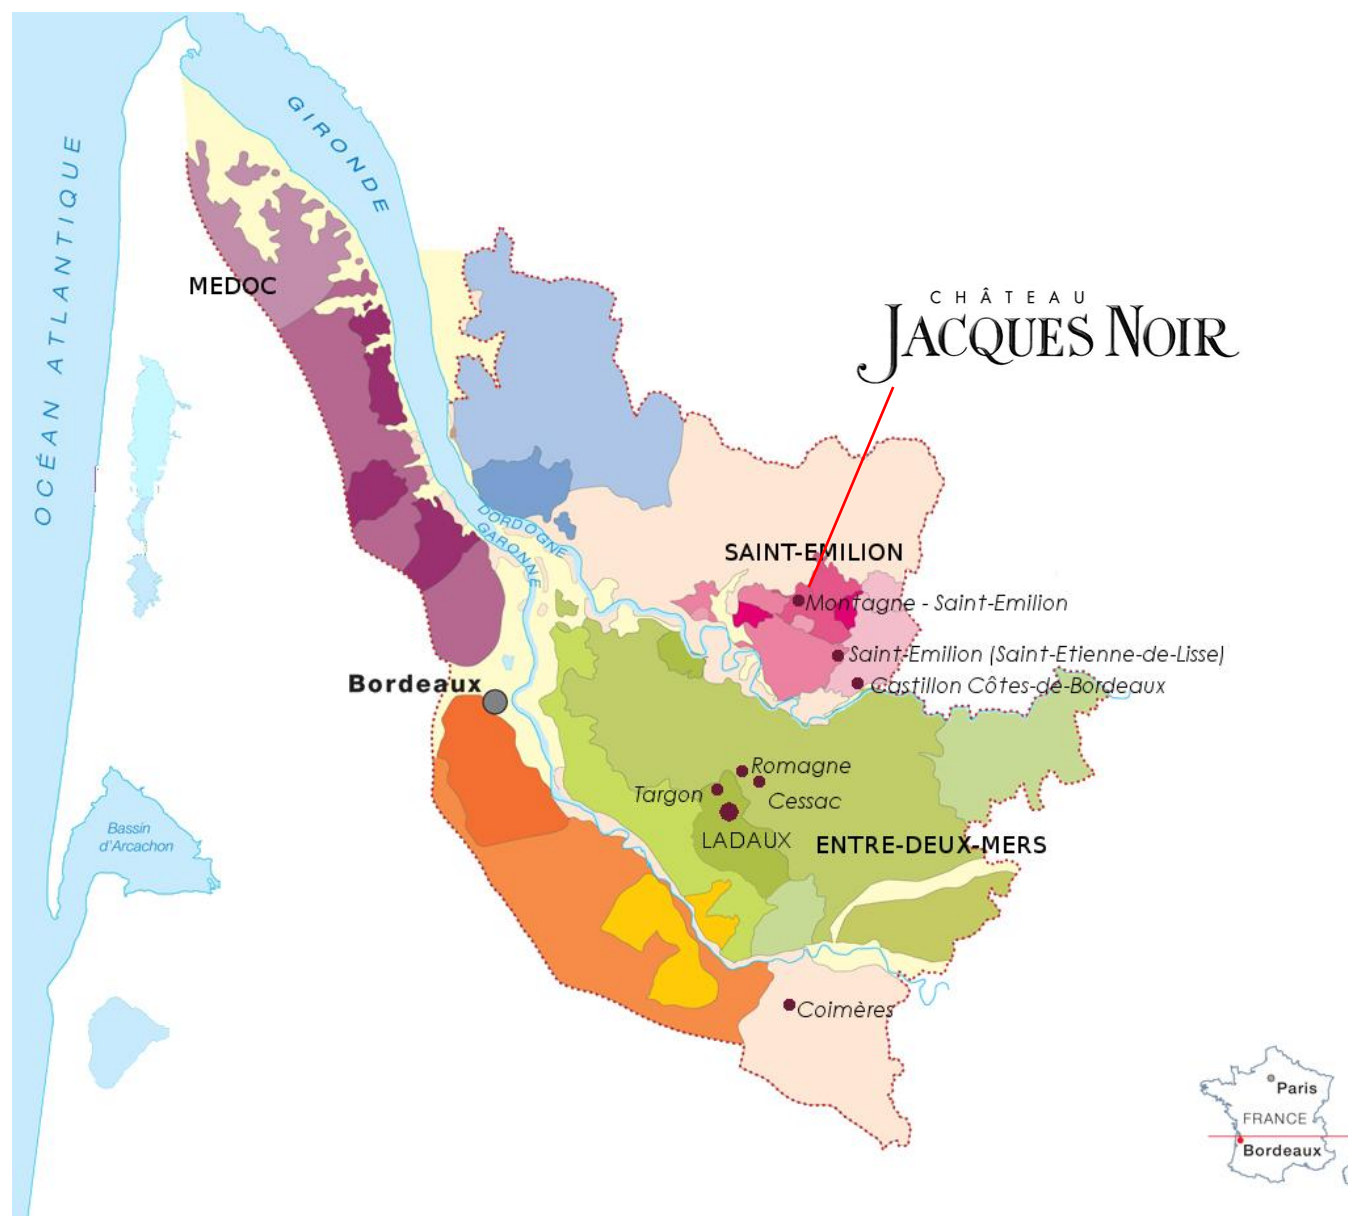 OCÉAN ATLANTIQUE
GIRONDE
MEDOC
CHÂTEAU
JACQUES NOIR
DORDOGNE
GARONNE
SAINT-EMILION
Montagne - Saint-Emilion
Saint-Emilion (Saint-Etienne-de-Lisse)
Castillon Côtes-de-Bordeaux
Bordeaux
Romagne
Targon
Cessac
LADAUX
ENTRE-DEUX-MERS
Bassin
d'Arcachon
Coimères
Paris
FRANCE
Bordeaux